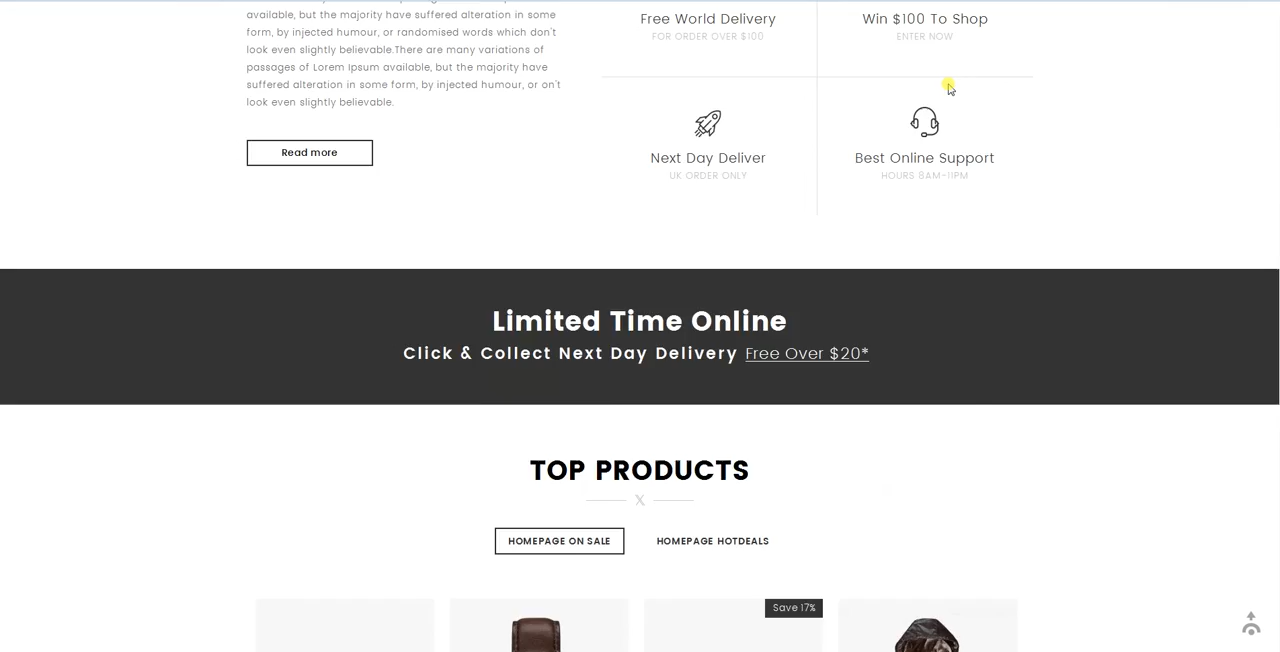 available, but the majority have suffered alteration in some
form, by injected humour, or randomised words which don't
look even slightly believable.There are many variations of
passages of Lorem Ipsum available, but the majority have
suffered alteration in some form, by injected humour, or on't
look even slightly believable.
Read more
Free World Delivery
FOR ORDER OVER $100
Win $100 To Shop
ENTER NOW
Next Day Deliver
UK ORDER ONLY
Best Online Support
HOURS 8AM-11PM
Limited Time Online
Click & Collect Next Day Delivery Free Over $20*
TOP PRODUCTS
HOMEPAGE ON SALE
HOMEPAGE HOTDEALS
Save 17%